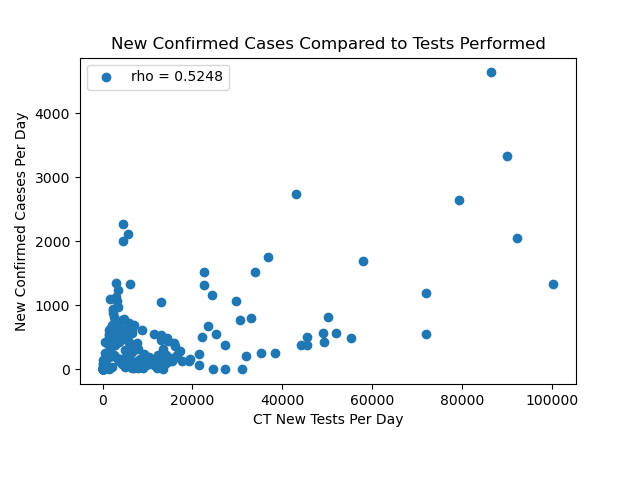 New Confirmed Cases Compared to Tests Performed
rho = 0.5248
New Confirmed Caeses Per Day
4000
3000
2000
1000
0
0 20000 40000 60000 80000 100000
CT New Tests Per Day